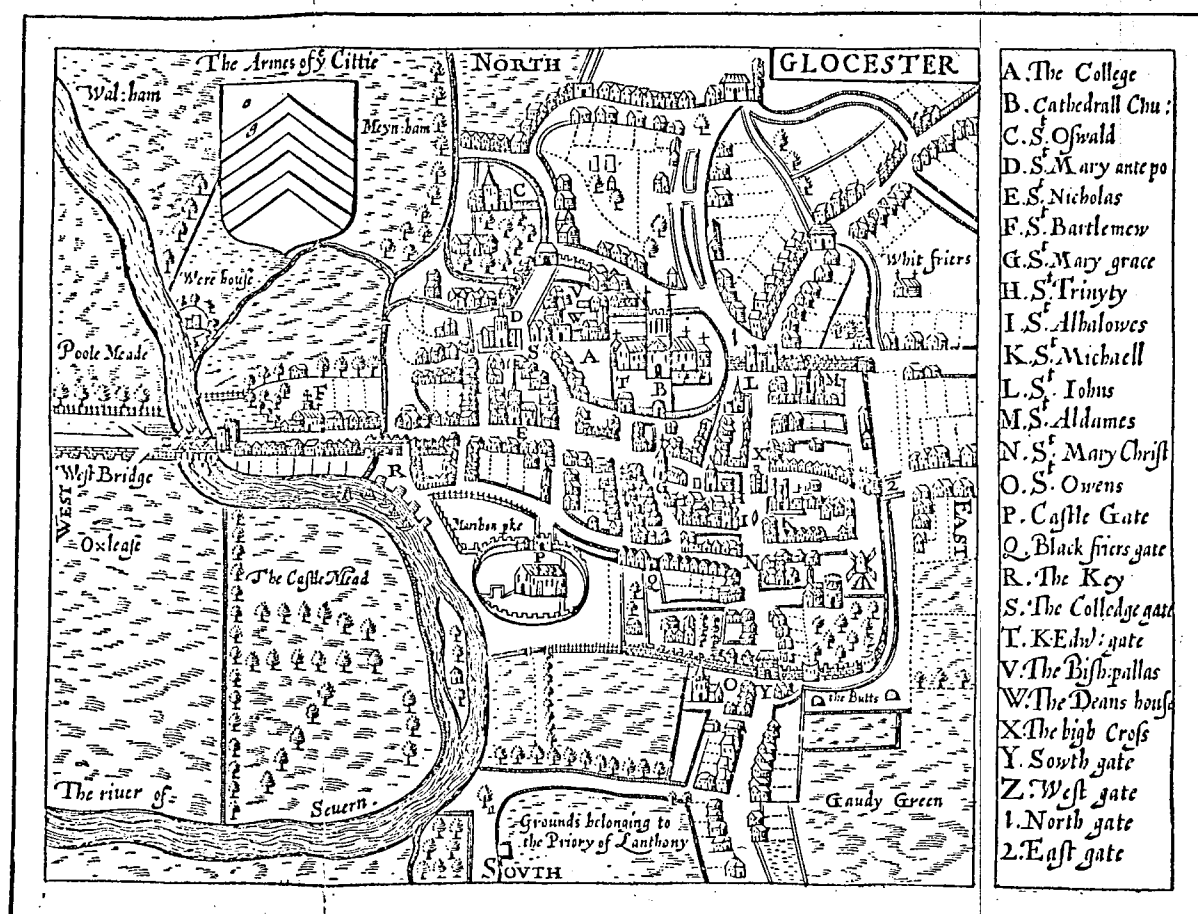 The Armes of yͤ Cittie
NORTH
GLOCESTER
Wal:ham
o
g
Meyn:ham
C
Whit friers
Were house
D
W
S
A
I
Poole Meade
T
B
L
M
F
E
West Bridge
WEST
R
X
2
EAST
Oxlease
K
Maribon pke
P
N
Q
The Castle Mead
O
Y
the Butts
The river of:
Severn.
Gaudy Green
Grounds belonging to
the Priory of Lanthony
SOVTH
A. The College
B. Cathedrall Chu:
C. Sᵗ. Oſwald
D. Sᵗ. Mary ante po
E. Sᵗ. Nicholas
F. Sᵗ. Bartlemew
G. Sᵗ. Mary grace
H. Sᵗ. Trinyty
I. Sᵗ. Alhalowes
K. Sᵗ. Michaell
L. Sᵗ. Iohns
M. Sᵗ. Aldames
N. Sᵗ. Mary Chriſt
O. Sᵗ. Owens
P. Caſtle Gate
Q. Black friers gate
R. The Key
S. The Colledge gate
T. K Edw: gate
V. The Biſh: pallas
W. The Deans houſe
X. The high Croſs
Y. Sowth gate
Z. Weſt gate
1. North gate
2. Eaſt gate